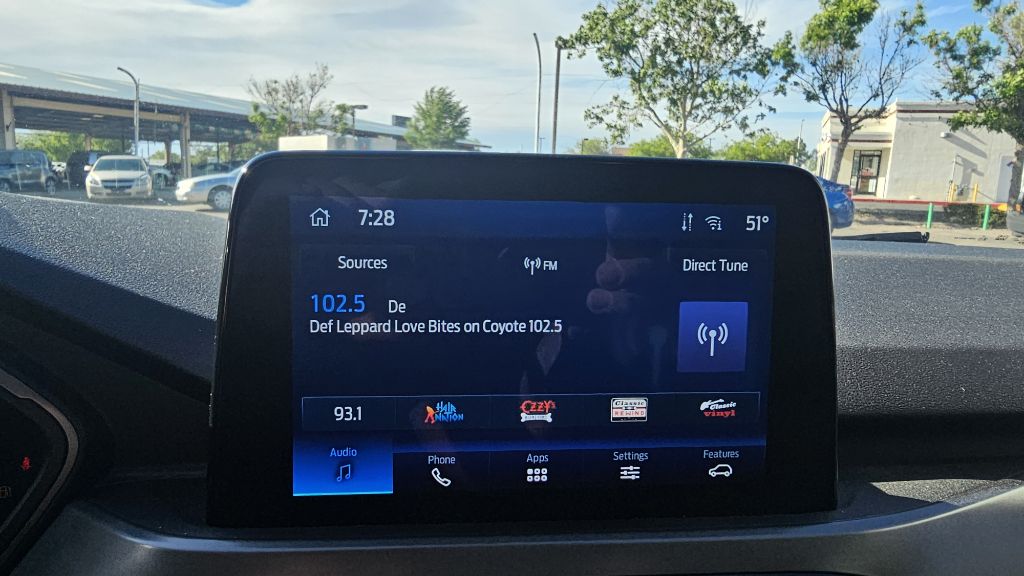 7:28
51°
Sources
FM
Direct Tune
102.5 De
Def Leppard Love Bites on Coyote 102.5
93.1
Hair Nation
Ozzy's
Classic Rewind
Classic Vinyl
Audio
Phone
Apps
Settings
Features